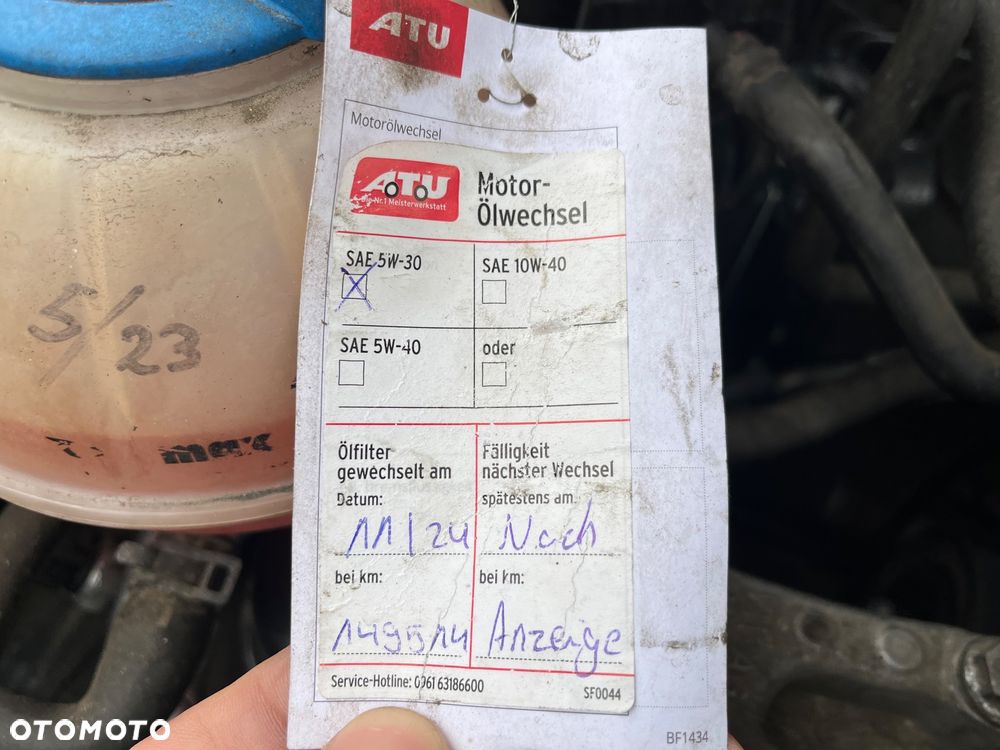 ATU
Motorölwechsel
ATU
Die Nr.1 Meisterwerkstatt
Motor-
Ölwechsel
SAE 5W-30
SAE 10W-40
SAE 5W-40
oder
5/23
max
Ölfilter
gewechselt am
Datum:
11/24
bei km:
149514
Fälligkeit
nächster Wechsel
spätestens am:
Nach
bei km:
Anzeige
Service-Hotline: 0961 63186600
SF0044
BF1434
OTOMOTO